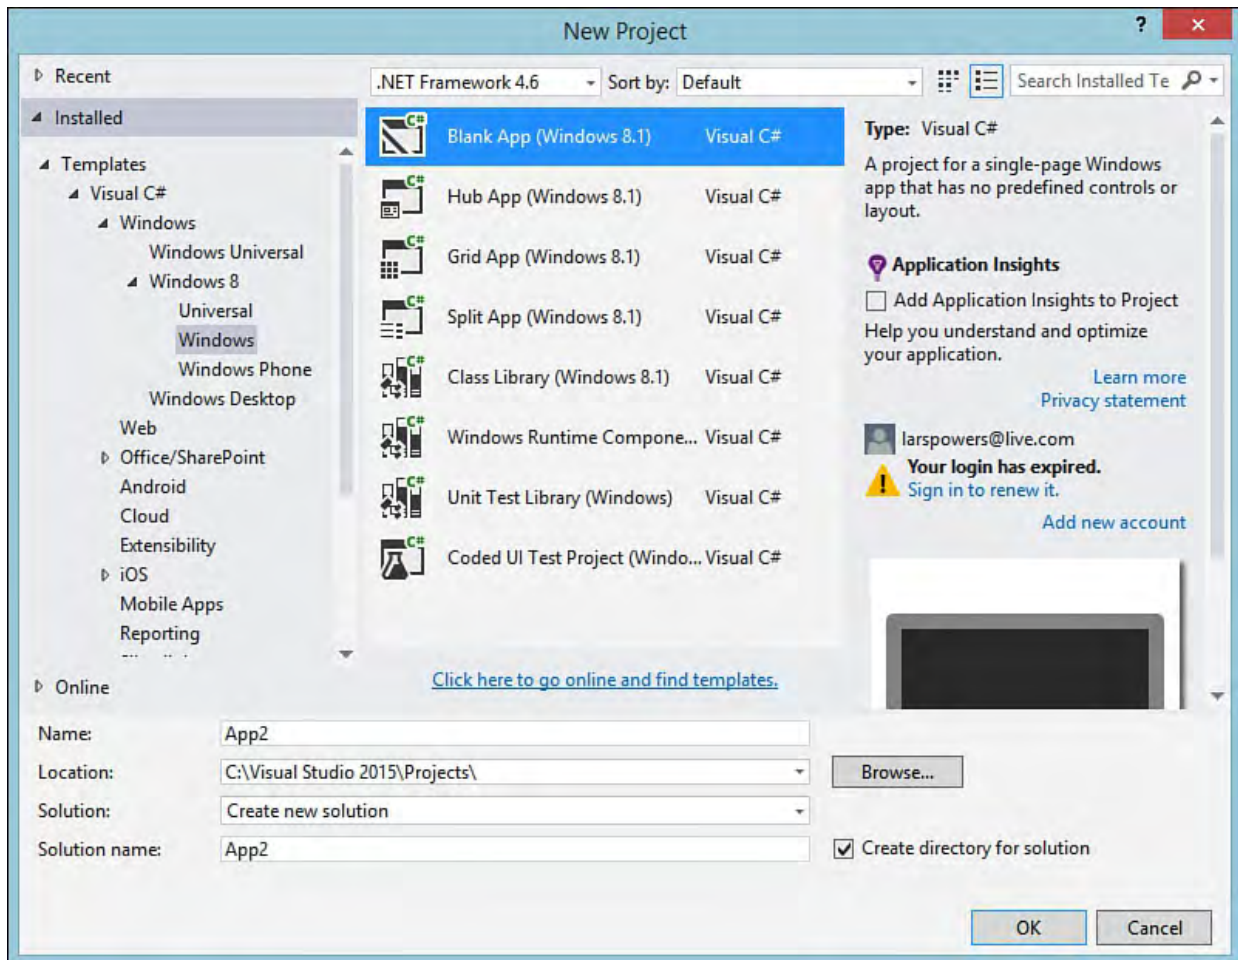 New Project
?
Recent
.NET Framework 4.6
Sort by: Default
Search Installed Te
Installed
Templates
Visual C#
Windows
Windows Universal
Windows 8
Universal
Windows
Windows Phone
Windows Desktop
Web
Office/SharePoint
Android
Cloud
Extensibility
iOS
Mobile Apps
Reporting
Online
C# Blank App (Windows 8.1) Visual C#
C# Hub App (Windows 8.1) Visual C#
C# Grid App (Windows 8.1) Visual C#
C# Split App (Windows 8.1) Visual C#
C# Class Library (Windows 8.1) Visual C#
C# Windows Runtime Compone... Visual C#
C# Unit Test Library (Windows) Visual C#
C# Coded UI Test Project (Windo... Visual C#
Click here to go online and find templates.
Type: Visual C#
A project for a single-page Windows
app that has no predefined controls or
layout.
Application Insights
Add Application Insights to Project
Help you understand and optimize
your application.
Learn more
Privacy statement
larspowers@live.com
Your login has expired.
Sign in to renew it.
Add new account
Name: App2
Location: C:\Visual Studio 2015\Projects\
Browse...
Solution: Create new solution
Solution name: App2
Create directory for solution
OK
Cancel